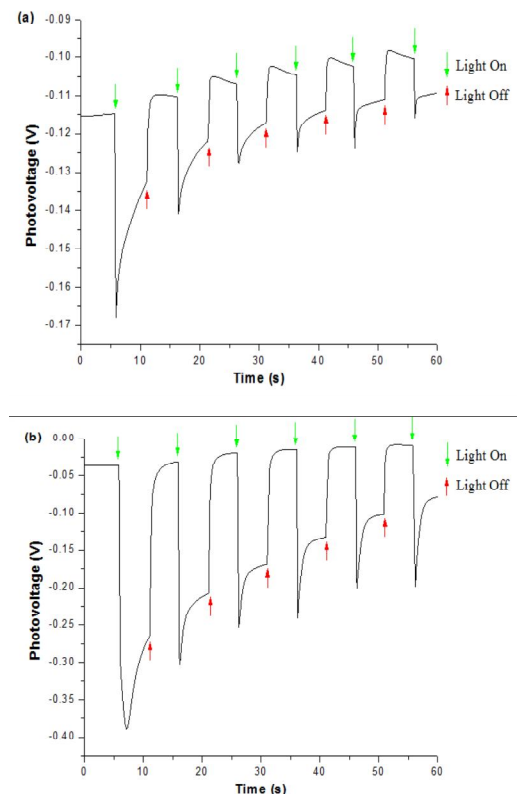 (a)
-0.09
-0.10
-0.11
-0.12
-0.13
-0.14
-0.15
-0.16
-0.17
Photovoltage (V)
0 10 20 30 40 50 60
Time (s)
Light On
Light Off
(b)
0.00
-0.05
-0.10
-0.15
-0.20
-0.25
-0.30
-0.35
-0.40
Photovoltage (V)
0 10 20 30 40 50 60
Time (s)
Light On
Light Off